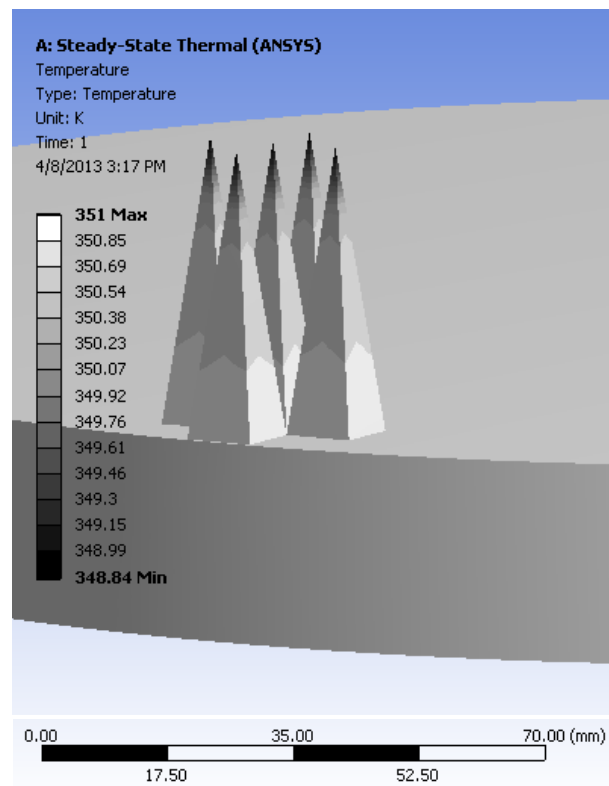 A: Steady-State Thermal (ANSYS)
Temperature
Type: Temperature
Unit: K
Time: 1
4/8/2013 3:17 PM
351 Max
350.85
350.69
350.54
350.38
350.23
350.07
349.92
349.76
349.61
349.46
349.3
349.15
348.99
348.84 Min
0.00 35.00 70.00 (mm)
17.50 52.50